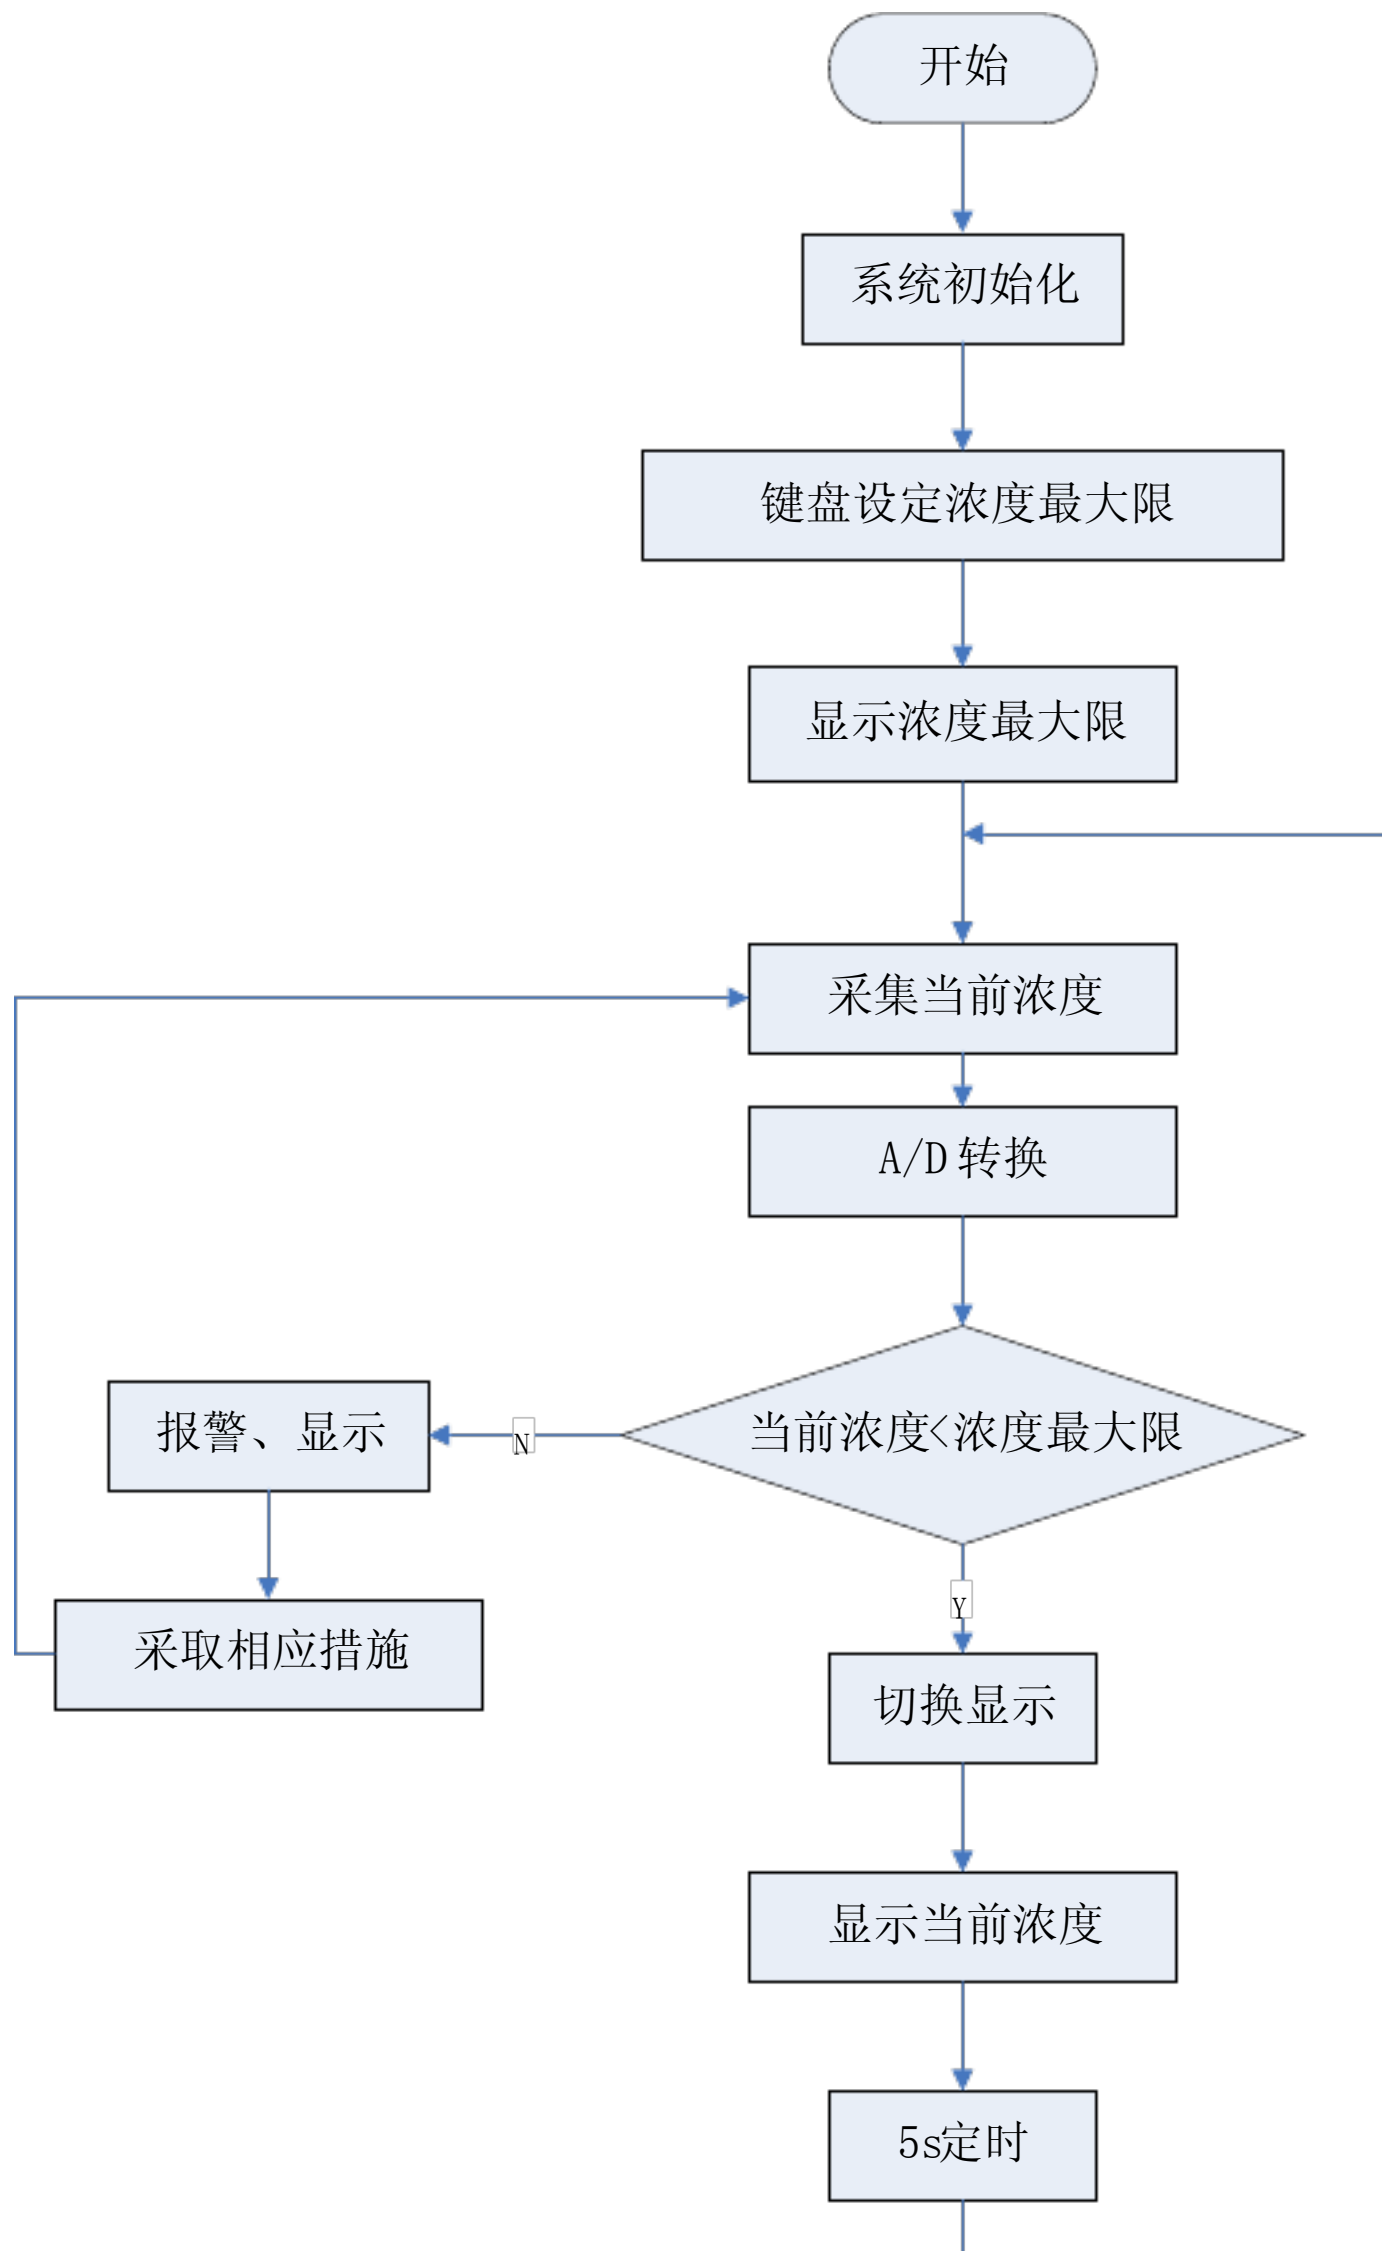 开始
系统初始化
键盘设定浓度最大限
显示浓度最大限
采集当前浓度
A/D转换
当前浓度<浓度最大限
N
报警、显示
采取相应措施
Y
切换显示
显示当前浓度
5s定时